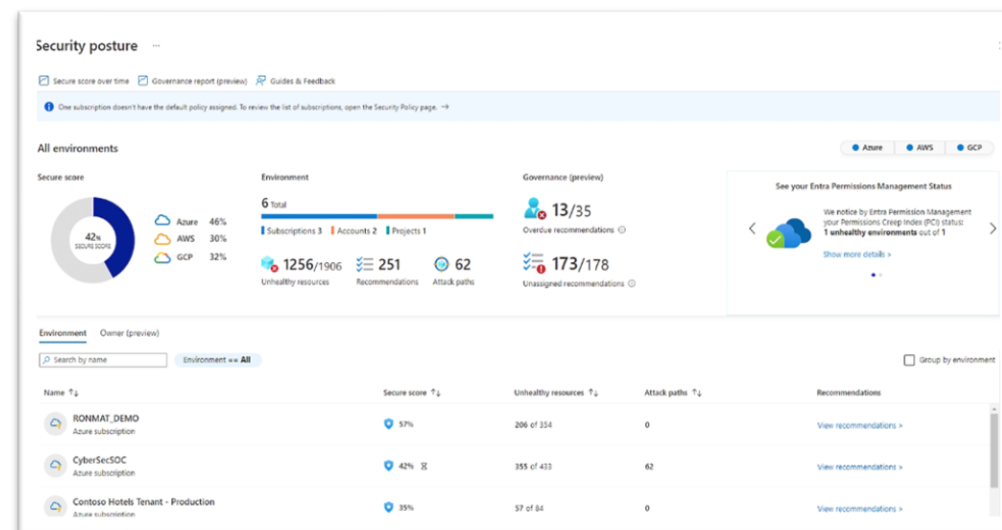 Security posture ...
Secure score over time Governance report (preview) Guides & Feedback
One subscription doesn't have the default policy assigned. To review the list of subscriptions, open the Security Policy page. →
All environments
Azure AWS GCP
Secure score
42%
SECURE SCORE
Azure 46%
AWS 30%
GCP 32%
Environment
6 Total
Subscriptions 3 Accounts 2 Projects 1
1256/1906
Unhealthy resources
251
Recommendations
62
Attack paths
Governance (preview)
13/35
Overdue recommendations
173/178
Unassigned recommendations
See your Entra Permissions Management Status
We notice by Entra Permission Management
your Permissions Creep Index (PCI) status:
1 unhealthy environments out of 1
Show more details >
Environment Owner (preview)
Search by name
Environment == All
Group by environment
Name ↑↓ Secure score ↑↓ Unhealthy resources ↑↓ Attack paths ↑↓ Recommendations
RONMAT_DEMO
Azure subscription
57% 206 of 354 0 View recommendations >
CyberSecSOC
Azure subscription
42% 355 of 433 62 View recommendations >
Contoso Hotels Tenant - Production
Azure subscription
35% 57 of 84 0 View recommendations >